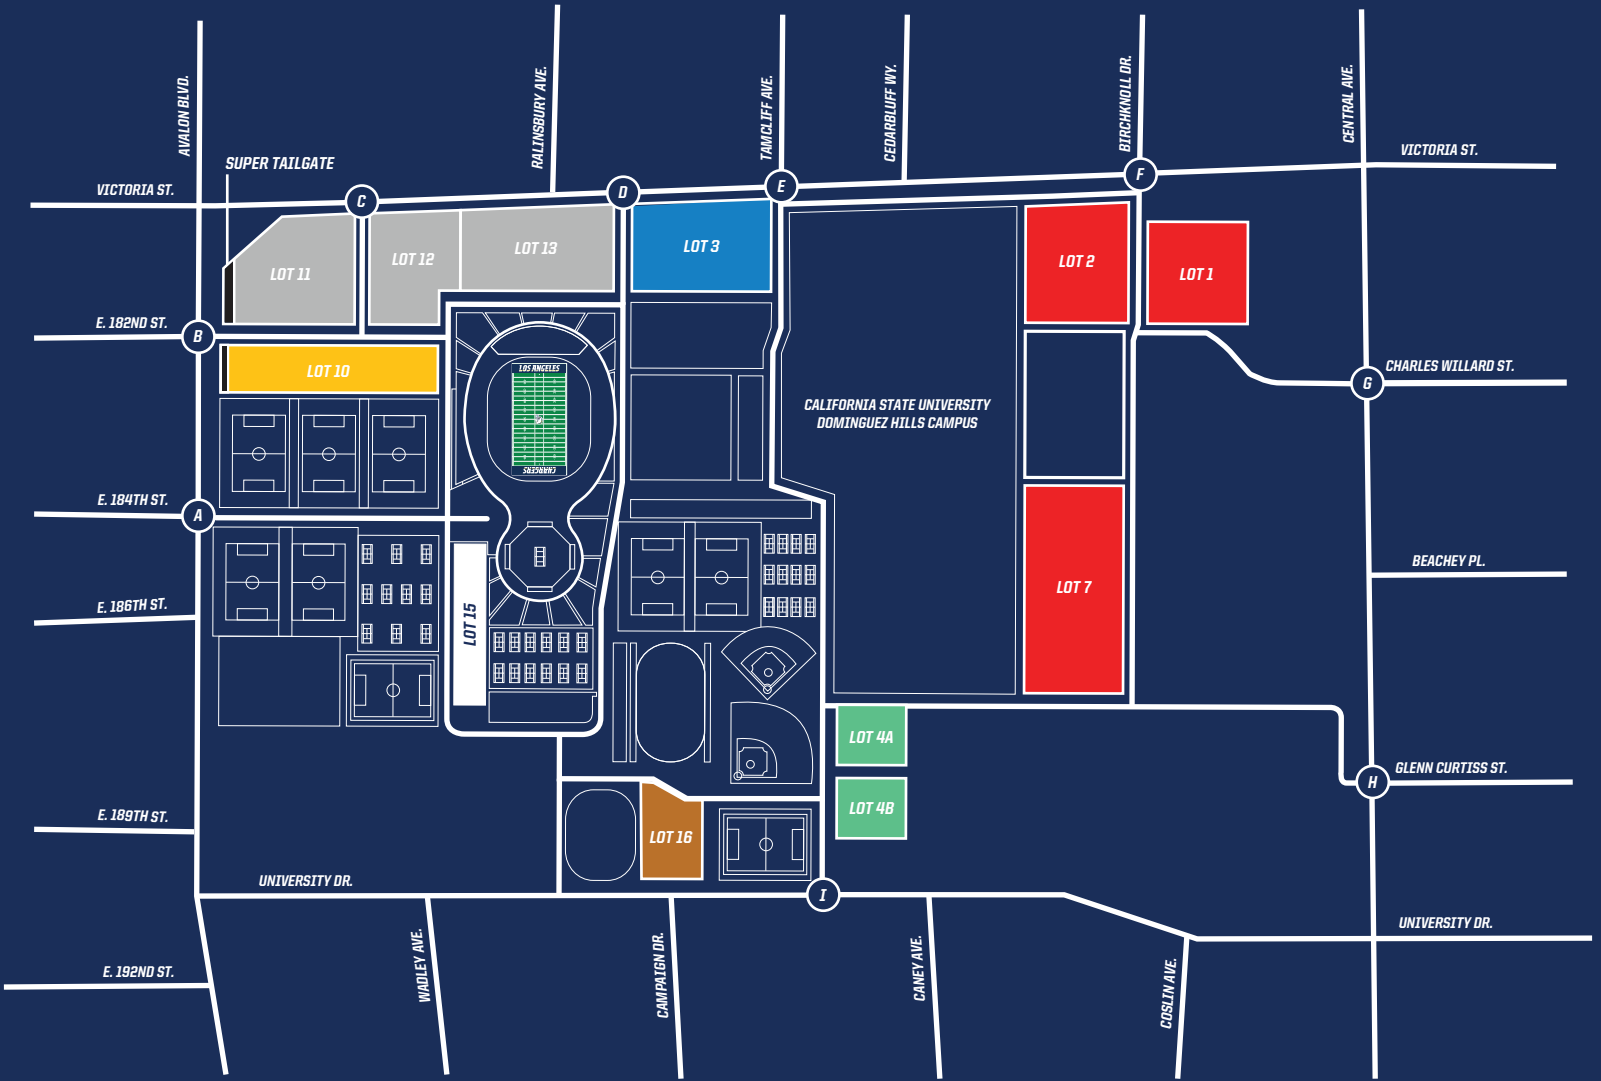 AVALON BLVD.
RALINSBURY AVE.
TAMCLIFF AVE.
CEDARBLUFF WY.
BIRCHKNOLL DR.
CENTRAL AVE.
SUPER TAILGATE
VICTORIA ST.
VICTORIA ST.
C
D
E
F
LOT 11
LOT 12
LOT 13
LOT 3
LOT 2
LOT 1
E. 182ND ST.
B
LOT 10
LOS ANGELES
CHARGERS
CHARLES WILLARD ST.
G
CALIFORNIA STATE UNIVERSITY
DOMINGUEZ HILLS CAMPUS
E. 184TH ST.
A
BEACHEY PL.
E. 186TH ST.
LOT 15
LOT 7
LOT 4A
GLENN CURTISS ST.
H
E. 189TH ST.
LOT 4B
LOT 16
UNIVERSITY DR.
I
UNIVERSITY DR.
E. 192ND ST.
WADLEY AVE.
CAMPAIGN DR.
CANEY AVE.
COSLIN AVE.